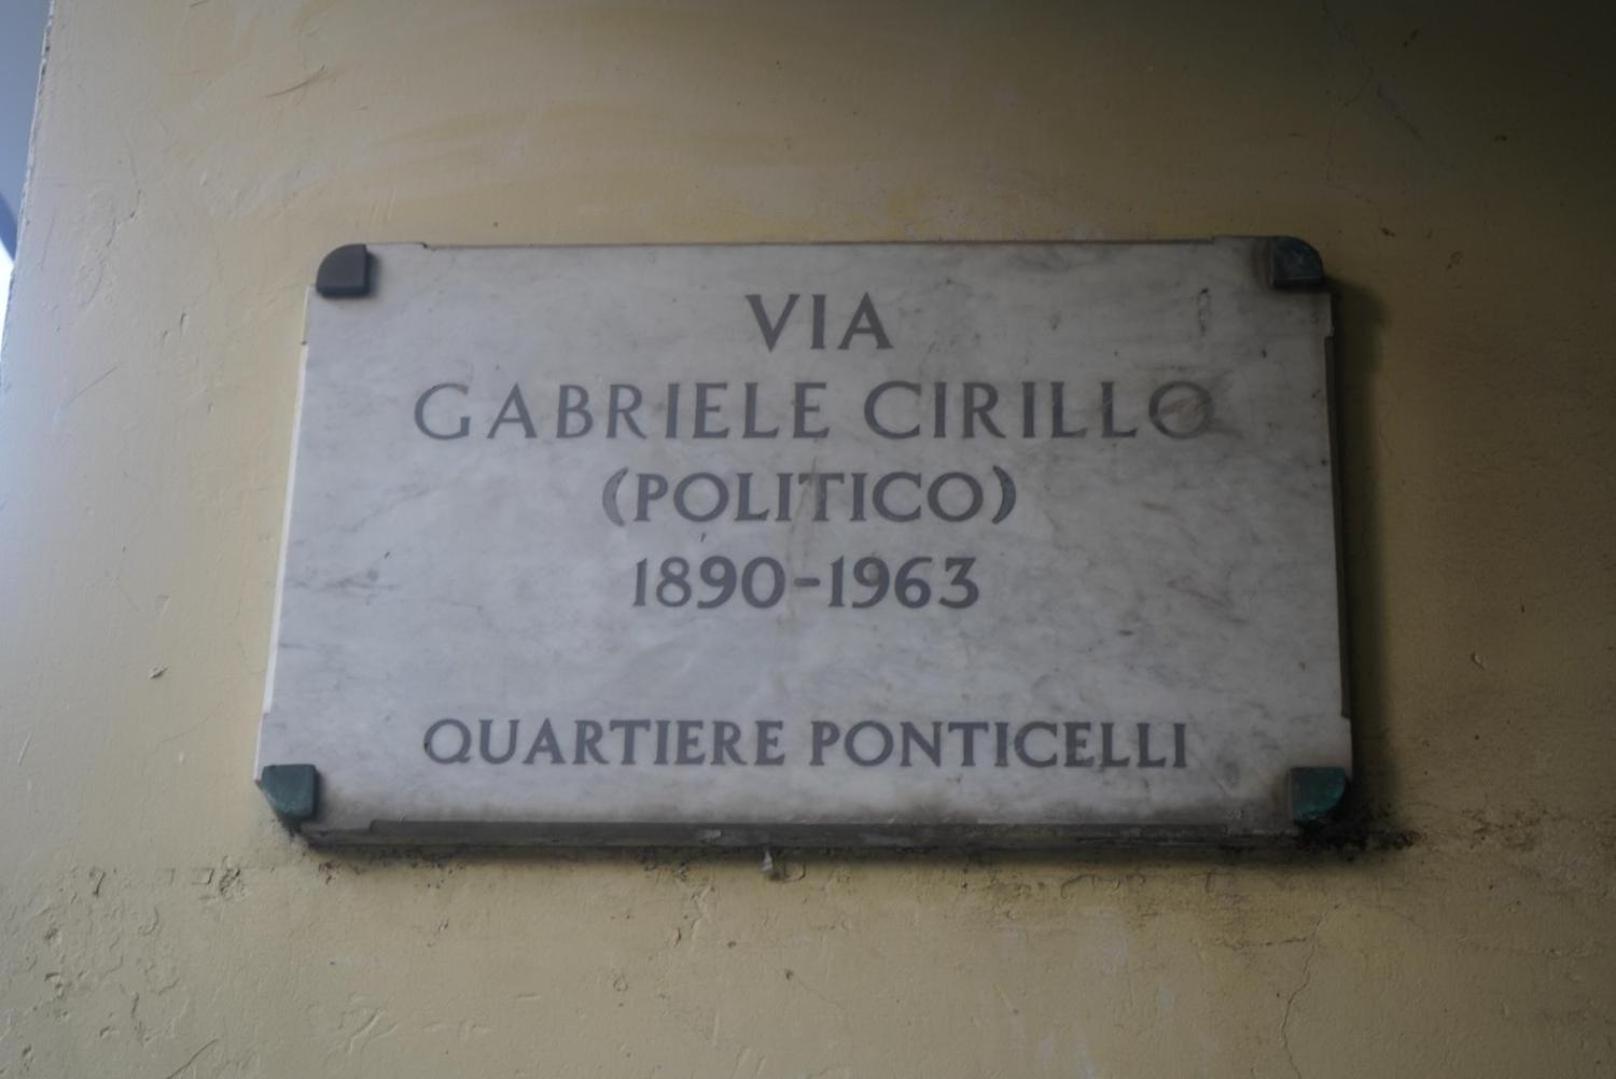 VIA
GABRIELE CIRILLO
(POLITICO)
1890-1963
QUARTIERE PONTICELLI